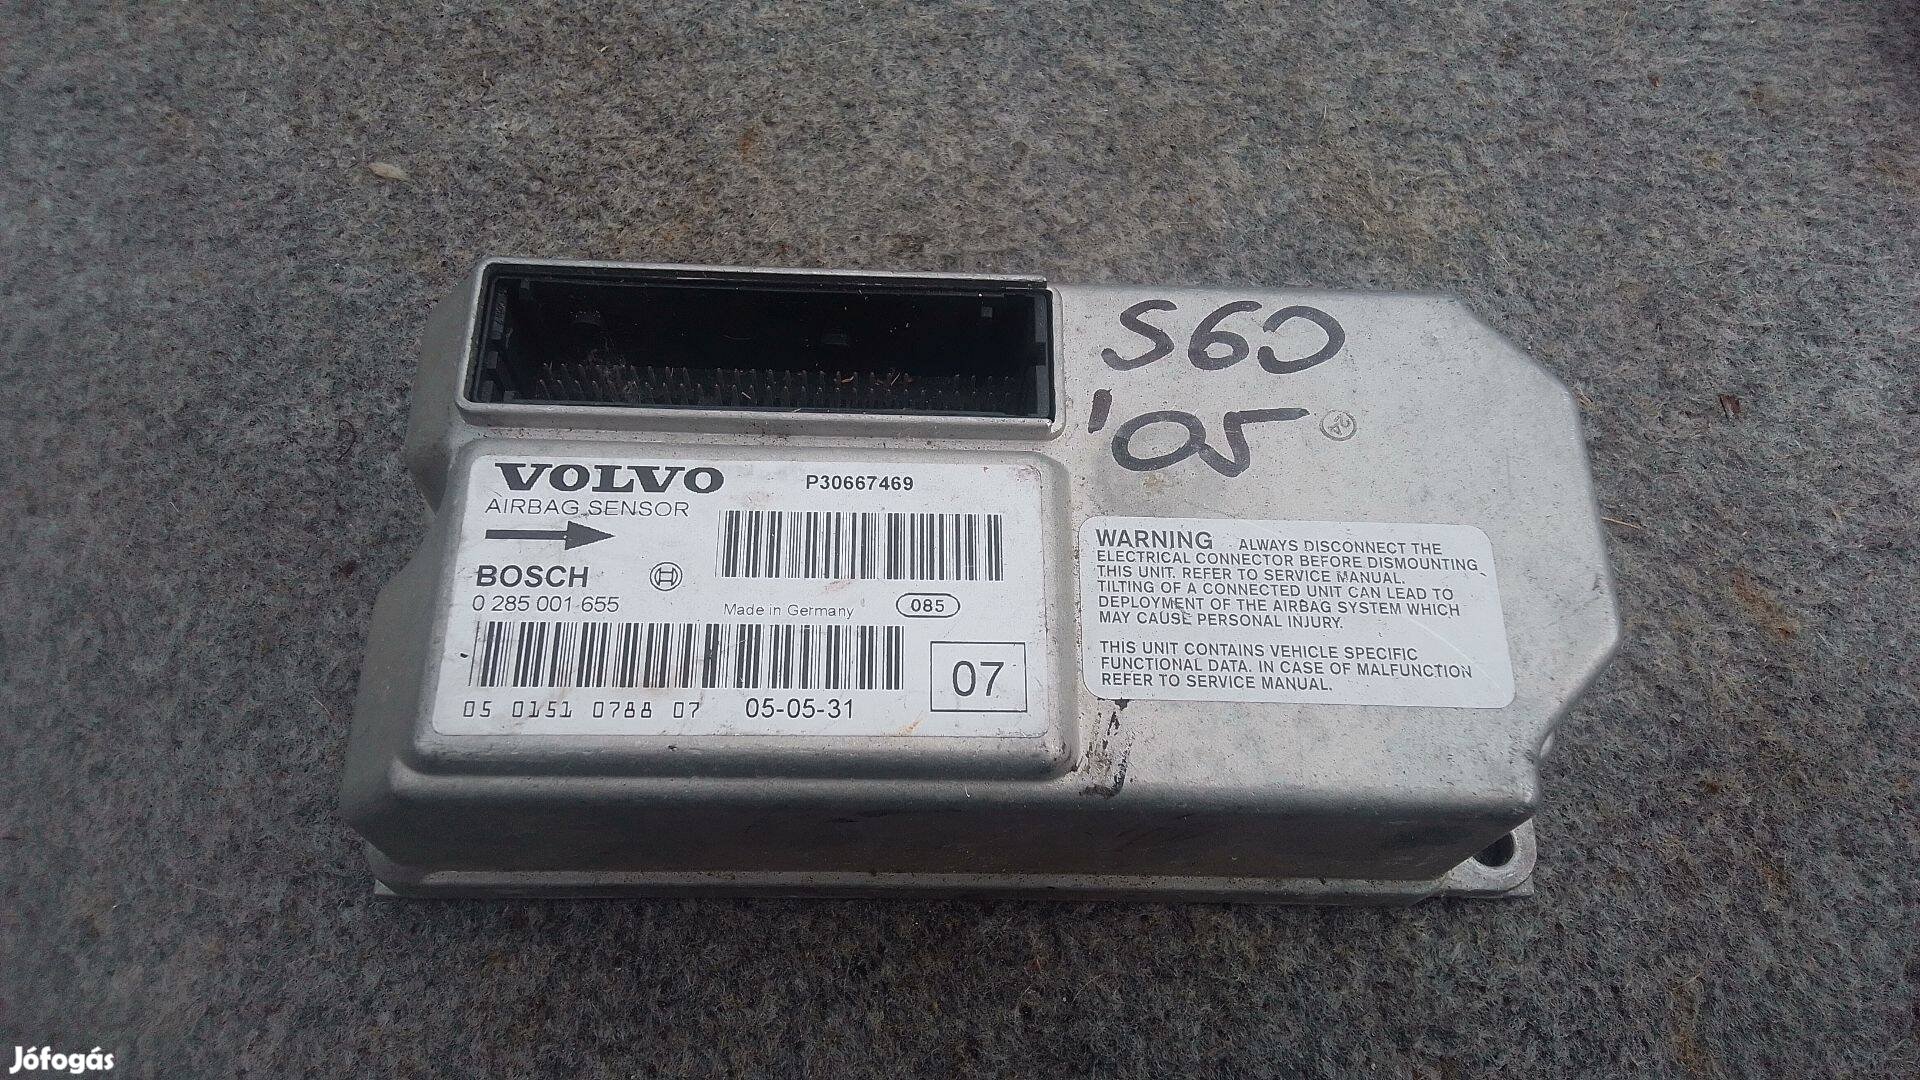 S60
'05
24
VOLVO
P30667469
AIRBAG SENSOR
BOSCH
0 285 001 655
Made in Germany
085
07
05 0151 0788 07
05-05-31
WARNING ALWAYS DISCONNECT THE
ELECTRICAL CONNECTOR BEFORE DISMOUNTING
THIS UNIT. REFER TO SERVICE MANUAL.
TILTING OF A CONNECTED UNIT CAN LEAD TO
DEPLOYMENT OF THE AIRBAG SYSTEM WHICH
MAY CAUSE PERSONAL INJURY.
THIS UNIT CONTAINS VEHICLE SPECIFIC
FUNCTIONAL DATA. IN CASE OF MALFUNCTION
REFER TO SERVICE MANUAL.
Jófogás